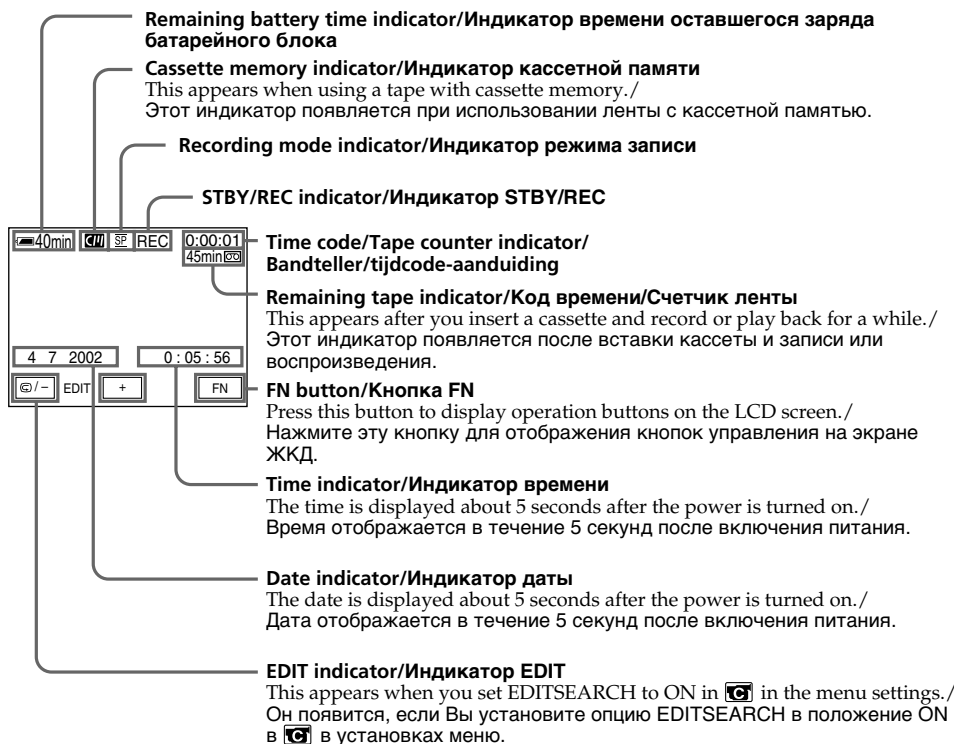 Remaining battery time indicator/Индикатор времени оставшегося заряда
батарейного блока
Cassette memory indicator/Индикатор кассетной памяти
This appears when using a tape with cassette memory./
Этот индикатор появляется при использовании ленты с кассетной памятью.
Recording mode indicator/Индикатор режима записи
STBY/REC indicator/Индикатор STBY/REC
40min SP REC 0:00:01
45min
Time code/Tape counter indicator/
Bandteller/tijdcode-aanduiding
Remaining tape indicator/Код времени/Счетчик ленты
This appears after you insert a cassette and record or play back for a while./
Этот индикатор появляется после вставки кассеты и записи или
воспроизведения.
4 7 2002 0 : 05 : 56
/ – EDIT + FN
FN button/Кнопка FN
Press this button to display operation buttons on the LCD screen./
Нажмите эту кнопку для отображения кнопок управления на экране
ЖКД.
Time indicator/Индикатор времени
The time is displayed about 5 seconds after the power is turned on./
Время отображается в течение 5 секунд после включения питания.
Date indicator/Индикатор даты
The date is displayed about 5 seconds after the power is turned on./
Дата отображается в течение 5 секунд после включения питания.
EDIT indicator/Индикатор EDIT
This appears when you set EDITSEARCH to ON in in the menu settings./
Он появится, если Вы установите опцию EDITSEARCH в положение ON
в в установках меню.